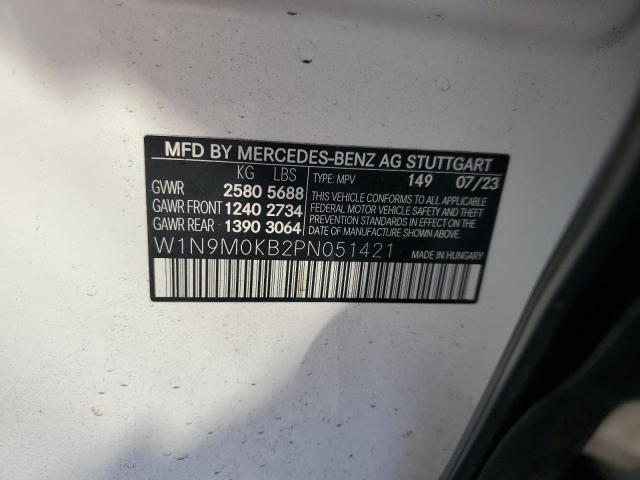 MFD BY MERCEDES-BENZ AG STUTTGART
KG LBS
GVWR 2580 5688
GAWR FRONT 1240 2734
GAWR REAR 1390 3064
TYPE: MPV 149 07/23
THIS VEHICLE CONFORMS TO ALL APPLICABLE
FEDERAL MOTOR VEHICLE SAFETY AND THEFT
PREVENTION STANDARDS IN EFFECT ON THE
DATE OF MANUFACTURE SHOWN ABOVE.
W1N9M0KB2PN051421
MADE IN HUNGARY